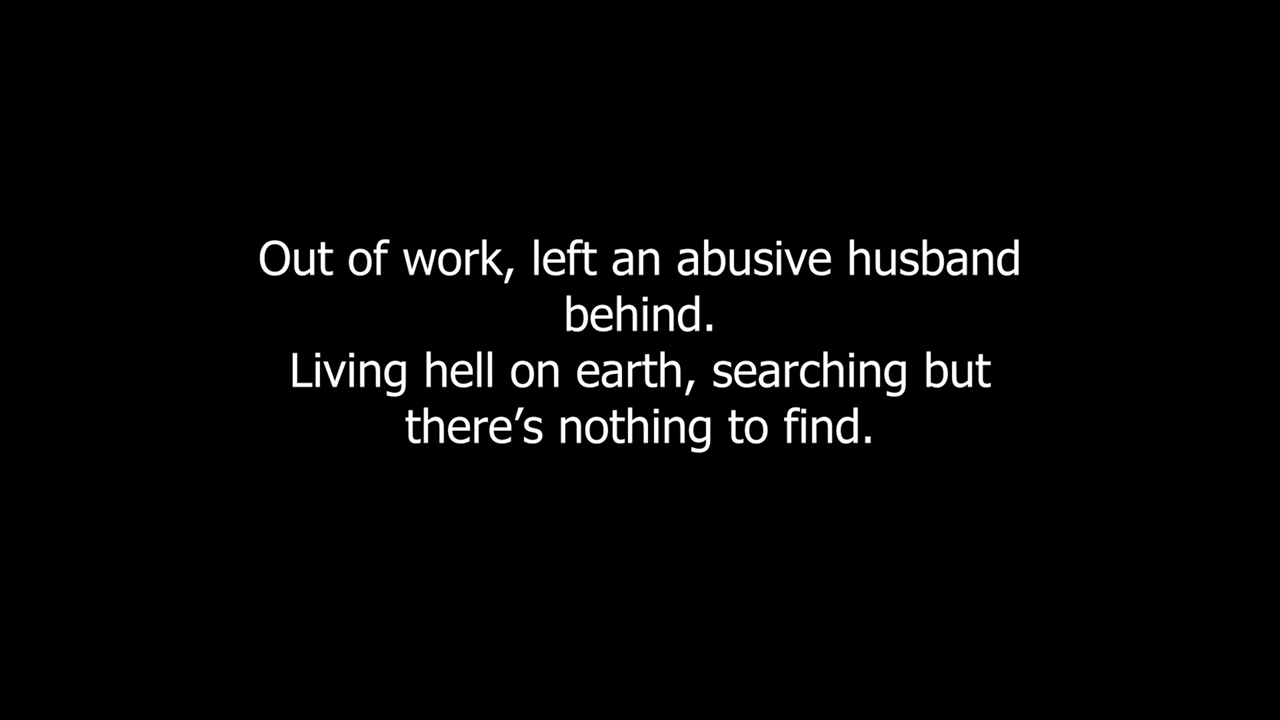 Out of work, left an abusive husband
behind.
Living hell on earth, searching but
there’s nothing to find.